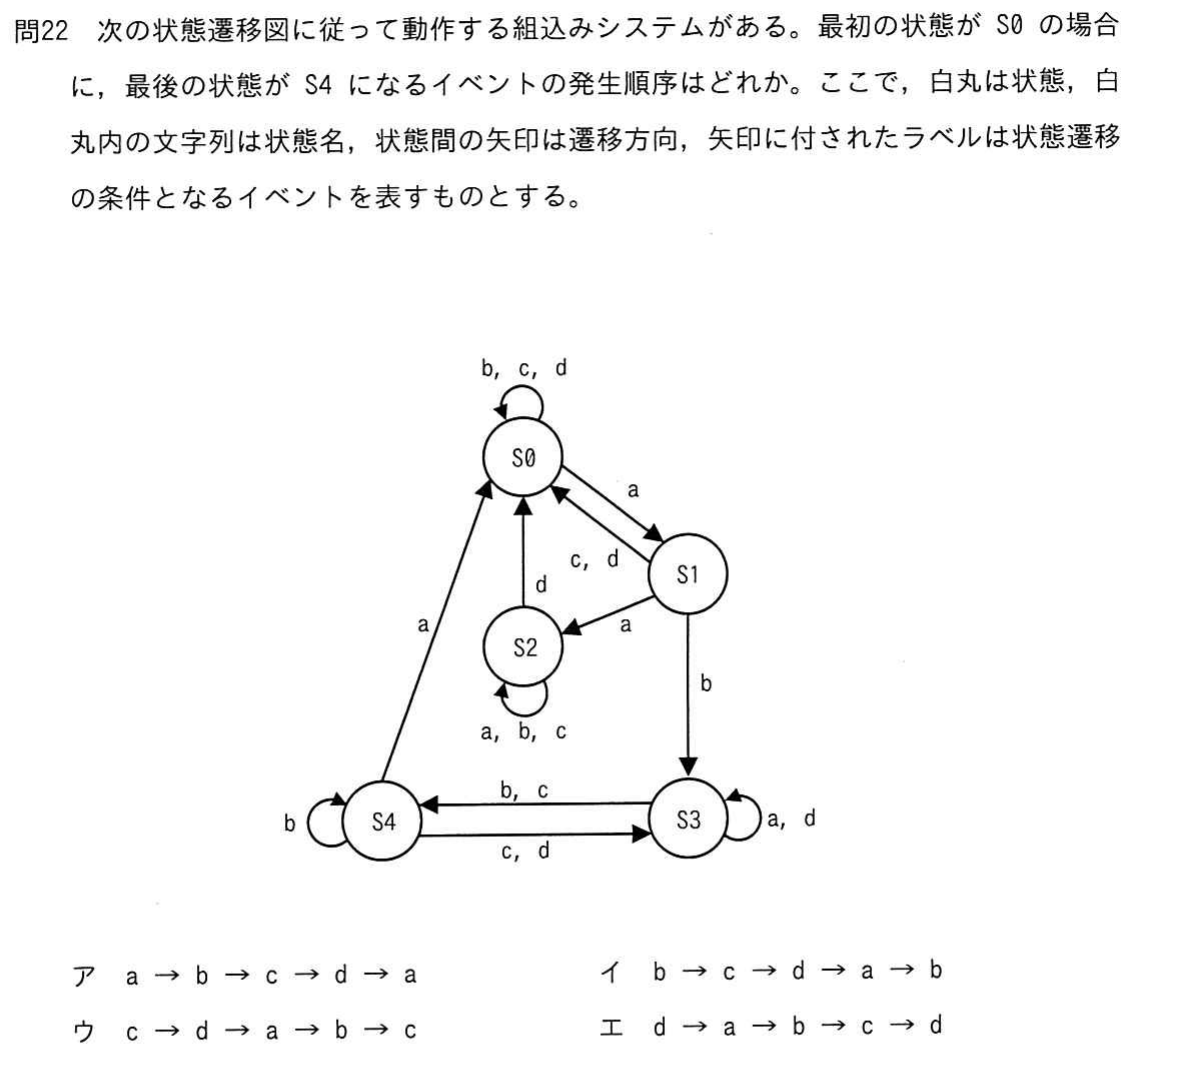 問22 次の状態遷移図に従って動作する組込みシステムがある。最初の状態が S0 の場合
に，最後の状態が S4 になるイベントの発生順序はどれか。ここで，白丸は状態，白
丸内の文字列は状態名，状態間の矢印は遷移方向，矢印に付されたラベルは状態遷移
の条件となるイベントを表すものとする。
b, c, d
S0
a
c, d
S1
d
a
a
S2
b
a, b, c
b, c
b
S4
S3
a, d
c, d
ア a → b → c → d → a
イ b → c → d → a → b
ウ c → d → a → b → c
エ d → a → b → c → d